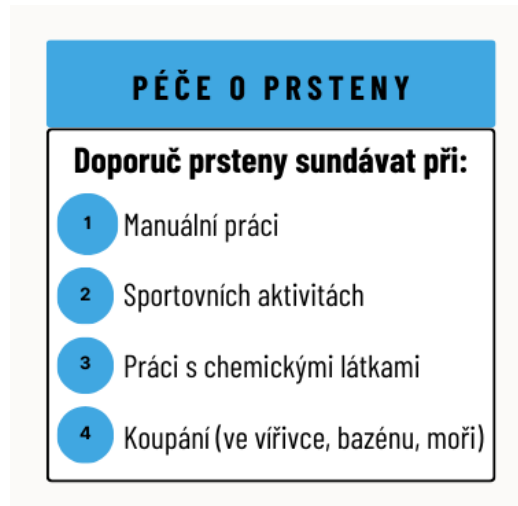 PÉČE O PRSTENY
Doporuč prsteny sundávat při:
1 Manuální práci
2 Sportovních aktivitách
3 Práci s chemickými látkami
4 Koupání (ve vířivce, bazénu, moři)